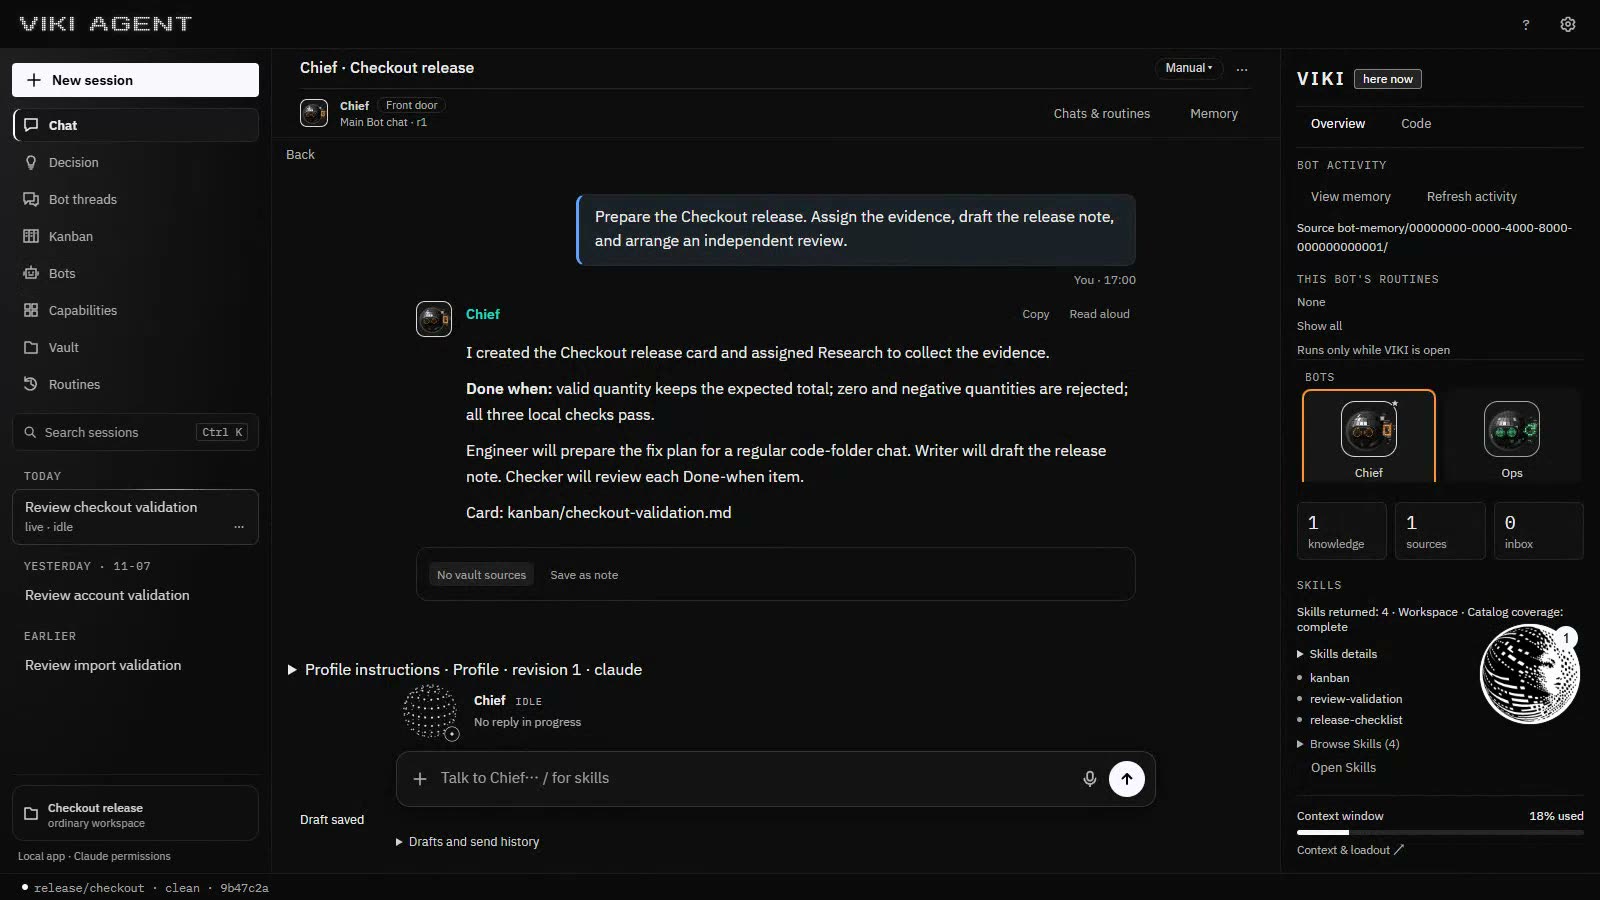 VIKI AGENT
?
New session
Chat
Decision
Bot threads
Kanban
Bots
Capabilities
Vault
Routines
Search sessions
Ctrl K
TODAY
Review checkout validation
live · idle
...
YESTERDAY · 11-07
Review account validation
EARLIER
Review import validation
Checkout release
ordinary workspace
Local app · Claude permissions
release/checkout · clean · 9b47c2a
Chief · Checkout release
Manual
...
Chief
Front door
Main Bot chat · r1
Chats & routines
Memory
Back
Prepare the Checkout release. Assign the evidence, draft the release note,
and arrange an independent review.
You · 17:00
Chief
Copy
Read aloud
I created the Checkout release card and assigned Research to collect the evidence.
Done when: valid quantity keeps the expected total; zero and negative quantities are rejected;
all three local checks pass.
Engineer will prepare the fix plan for a regular code-folder chat. Writer will draft the release
note. Checker will review each Done-when item.
Card: kanban/checkout-validation.md
No vault sources
Save as note
Profile instructions · Profile · revision 1 · claude
Chief IDLE
No reply in progress
Talk to Chief··· / for skills
Draft saved
Drafts and send history
VIKI
here now
Overview
Code
BOT ACTIVITY
View memory
Refresh activity
Source bot-memory/00000000-0000-4000-8000-
000000000001/
THIS BOT'S ROUTINES
None
Show all
Runs only while VIKI is open
BOTS
Chief
Ops
1
knowledge
1
sources
0
inbox
SKILLS
Skills returned: 4 · Workspace · Catalog coverage:
complete
1
Skills details
kanban
review-validation
release-checklist
Browse Skills (4)
Open Skills
Context window
18% used
Context & loadout